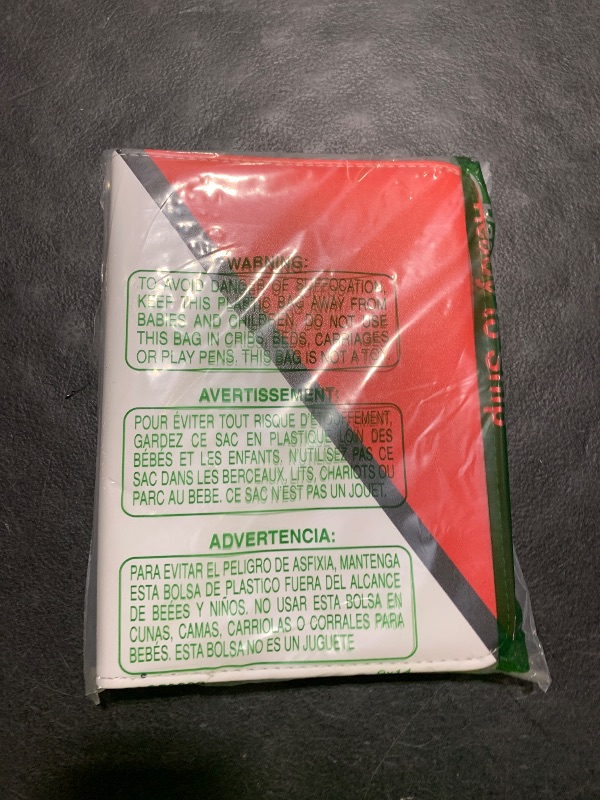 WARNING:
TO AVOID DANGER OF SUFFOCATION,
KEEP THIS PLASTIC BAG AWAY FROM
BABIES AND CHILDREN. DO NOT USE
THIS BAG IN CRIBS, BEDS, CARRIAGES
OR PLAY PENS. THIS BAG IS NOT A TOY.
AVERTISSEMENT:
POUR ÉVITER TOUT RISQUE D'ÉTOUFFEMENT,
GARDEZ CE SAC EN PLASTIQUE LOIN DES
BÉBÉS ET LES ENFANTS, N'UTILISEZ PAS CE
SAC DANS LES BERCEAUX, LITS, CHARIOTS OU
PARC AU BEBE. CE SAC N'EST PAS UN JOUET.
ADVERTENCIA:
PARA EVITAR EL PELIGRO DE ASFIXIA, MANTENGA
ESTA BOLSA DE PLASTICO FUERA DEL ALCANCE
DE BEÉES Y NIÑOS. NO USAR ESTA BOLSA EN
CUNAS, CAMAS, CARRIOLAS O CORRALES PARA
BEBÉS. ESTA BOLSA NO ES UN JUGUETE
Ready to Ship